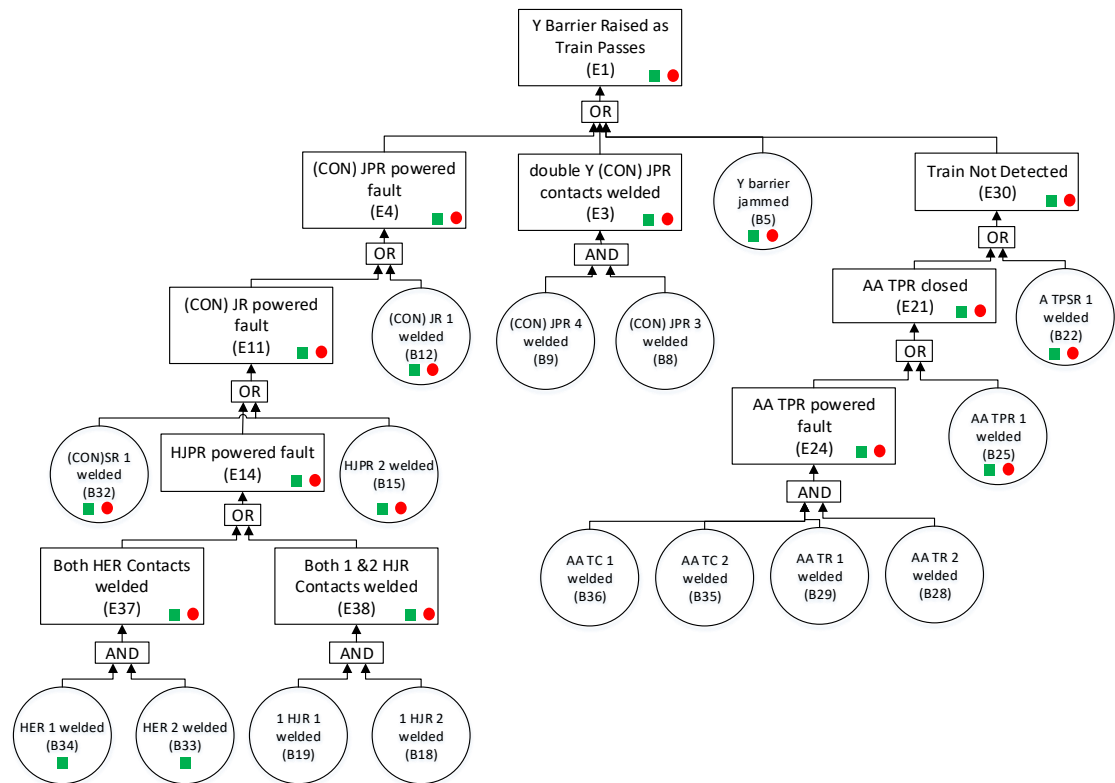 Y Barrier Raised as
Train Passes
(E1)
OR
(CON) JPR powered
fault
(E4)
double Y (CON) JPR
contacts welded
(E3)
Y barrier
jammed
(B5)
Train Not Detected
(E30)
OR
AND
OR
(CON) JR powered
fault
(E11)
(CON) JR 1
welded
(B12)
(CON) JPR 4
welded
(B9)
(CON) JPR 3
welded
(B8)
AA TPR closed
(E21)
A TPSR 1
welded
(B22)
OR
OR
(CON)SR 1
welded
(B32)
HJPR powered fault
(E14)
HJPR 2 welded
(B15)
AA TPR powered
fault
(E24)
AA TPR 1
welded
(B25)
OR
AND
Both HER Contacts
welded
(E37)
Both 1 &2 HJR
Contacts welded
(E38)
AA TC 1
welded
(B36)
AA TC 2
welded
(B35)
AA TR 1
welded
(B29)
AA TR 2
welded
(B28)
AND
AND
HER 1 welded
(B34)
HER 2 welded
(B33)
1 HJR 1
welded
(B19)
1 HJR 2
welded
(B18)